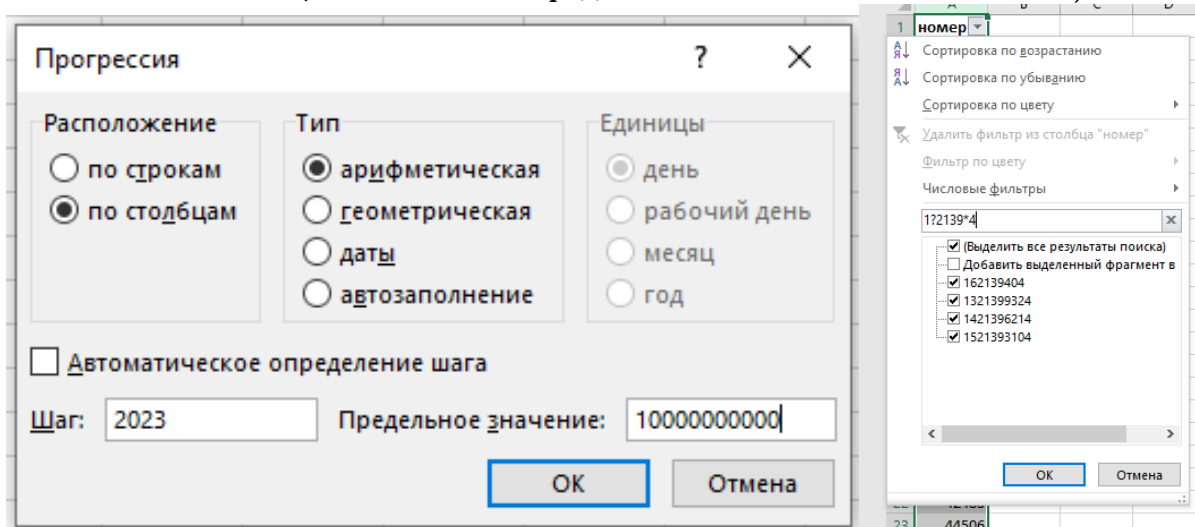 Прогрессия ? ×
Расположение
по строкам
по столбцам
Тип
арифметическая
геометрическая
даты
автозаполнение
Единицы
день
рабочий день
месяц
год
Автоматическое определение шага
Шаг: 2023 Предельное значение: 10000000000
ОК Отмена
1 номер
Сортировка по возрастанию
Сортировка по убыванию
Сортировка по цвету
Удалить фильтр из столбца "номер"
Фильтр по цвету
Числовые фильтры
1?2139*4
(Выделить все результаты поиска)
Добавить выделенный фрагмент в
162139404
1321399324
1421396214
1521393104
ОК Отмена
23 44506